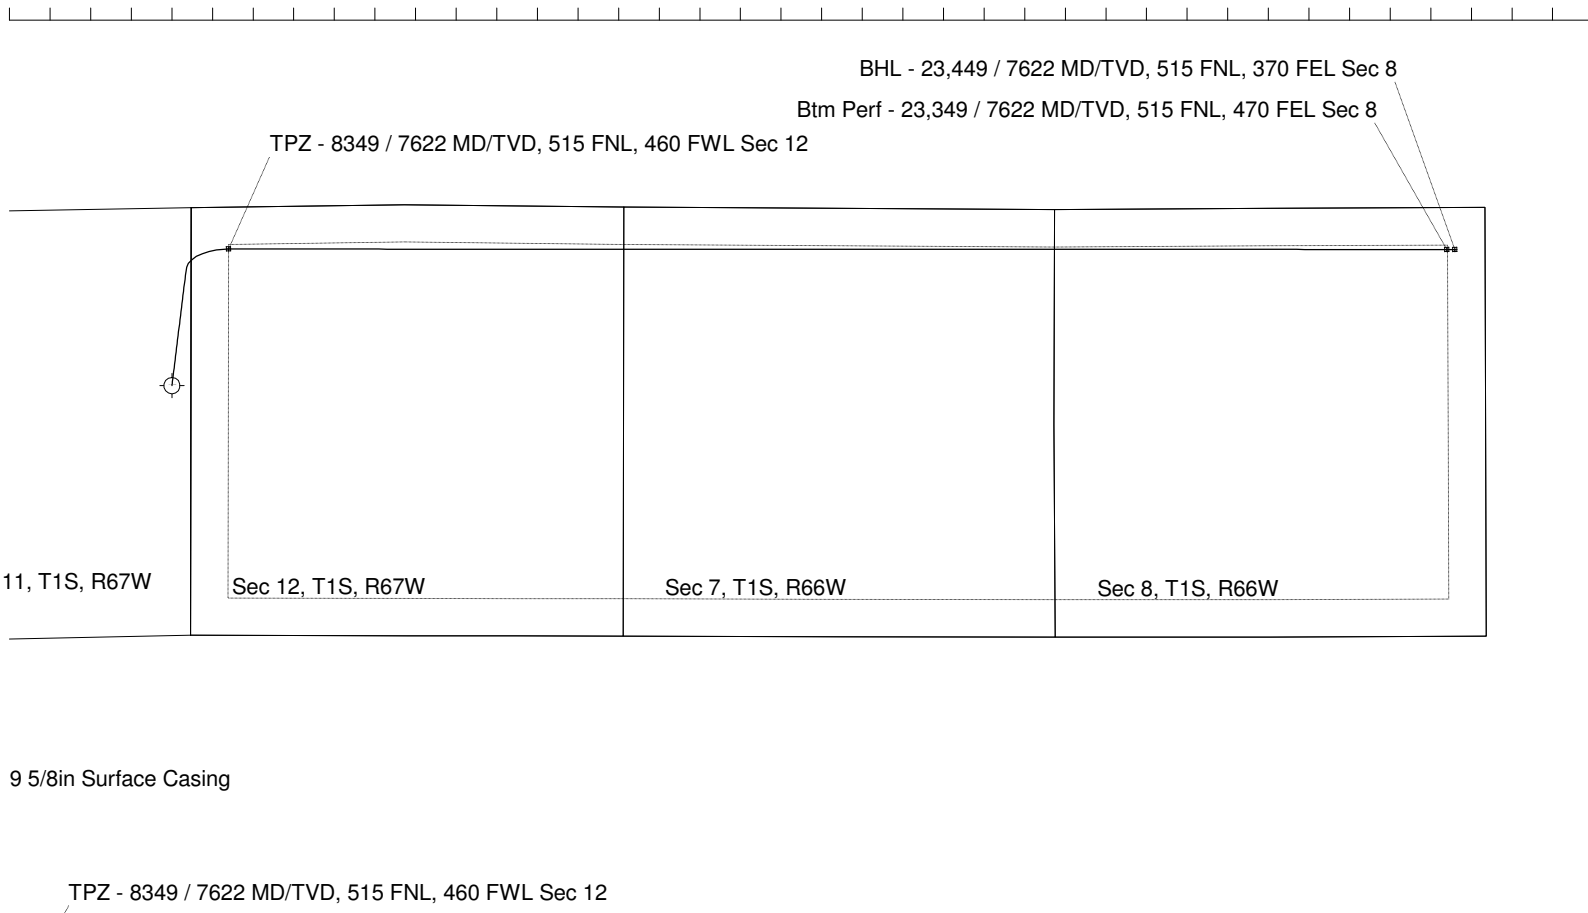 BHL - 23,449 / 7622 MD/TVD, 515 FNL, 370 FEL Sec 8
Btm Perf - 23,349 / 7622 MD/TVD, 515 FNL, 470 FEL Sec 8
TPZ - 8349 / 7622 MD/TVD, 515 FNL, 460 FWL Sec 12
11, T1S, R67W
Sec 12, T1S, R67W
Sec 7, T1S, R66W
Sec 8, T1S, R66W
9 5/8in Surface Casing
TPZ - 8349 / 7622 MD/TVD, 515 FNL, 460 FWL Sec 12